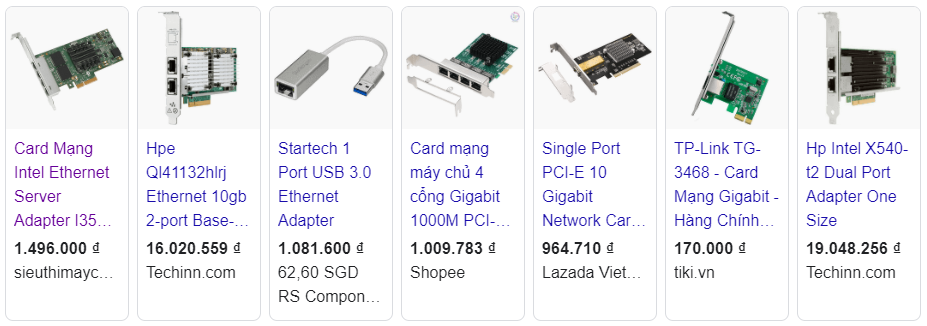 Card Mạng
Intel Ethernet
Server
Adapter I35...
1.496.000 ₫
sieuthimayc...
Hpe
Ql41132hlrj
Ethernet 10gb
2-port Base-...
16.020.559 ₫
Techinn.com
Startech 1
Port USB 3.0
Ethernet
Adapter
1.081.600 ₫
62,60 SGD
RS Compon...
Card mạng
máy chủ 4
cổng Gigabit
1000M PCI-...
1.009.783 ₫
Shopee
Single Port
PCI-E 10
Gigabit
Network Car...
964.710 ₫
Lazada Viet...
TP-Link TG-
3468 - Card
Mạng Gigabit -
Hàng Chính...
170.000 ₫
tiki.vn
Hp Intel X540-
t2 Dual Port
Adapter One
Size
19.048.256 ₫
Techinn.com